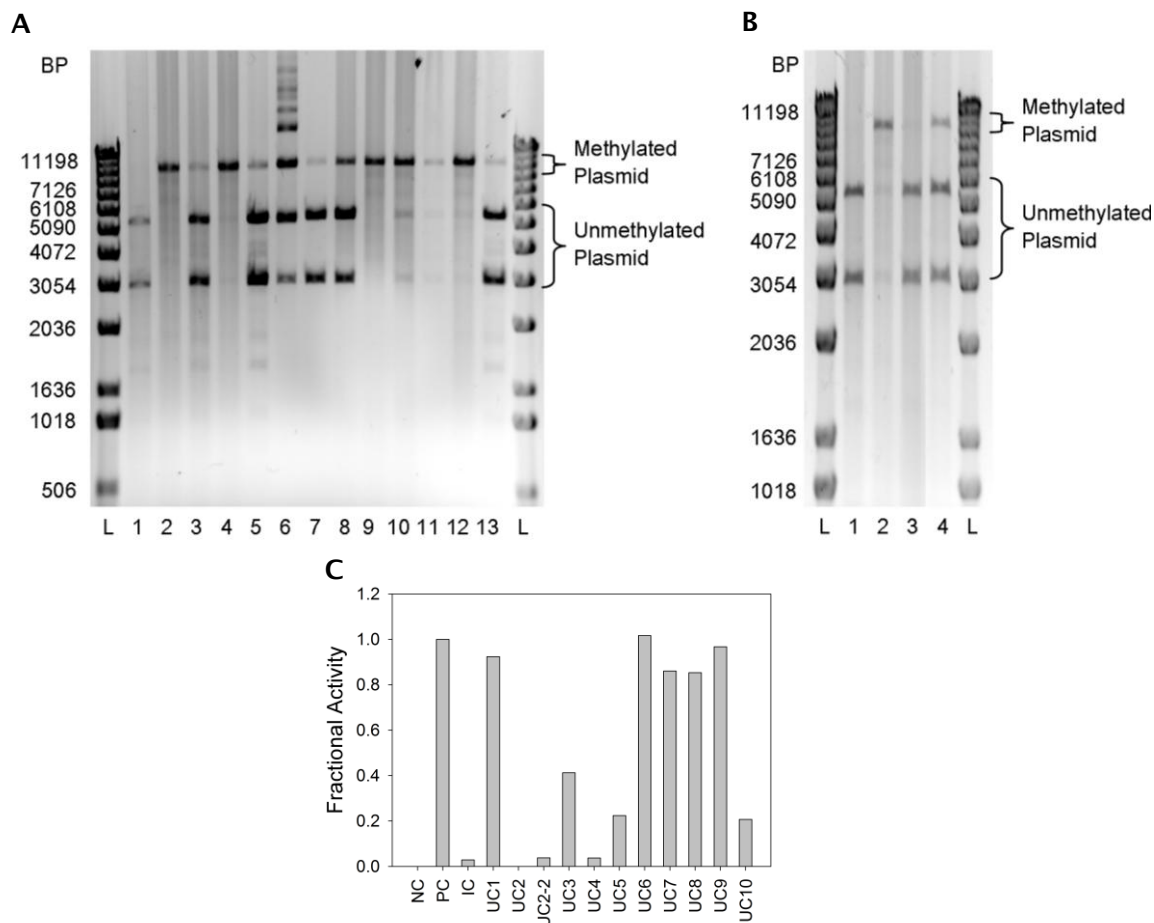 A
BP
11198
7126
6108
5090
4072
3054
2036
1636
1018
506
Methylated
Plasmid
Unmethylated
Plasmid
L 1 2 3 4 5 6 7 8 9 10 11 12 13 L
B
BP
11198
7126
6108
5090
4072
3054
2036
1636
1018
Methylated
Plasmid
Unmethylated
Plasmid
L 1 2 3 4 L
C
Fractional Activity
1.2
1.0
0.8
0.6
0.4
0.2
0.0
NC PC IC UC1 UC2 UC2-2 UC3 UC4 UC5 UC6 UC7 UC8 UC9 UC10